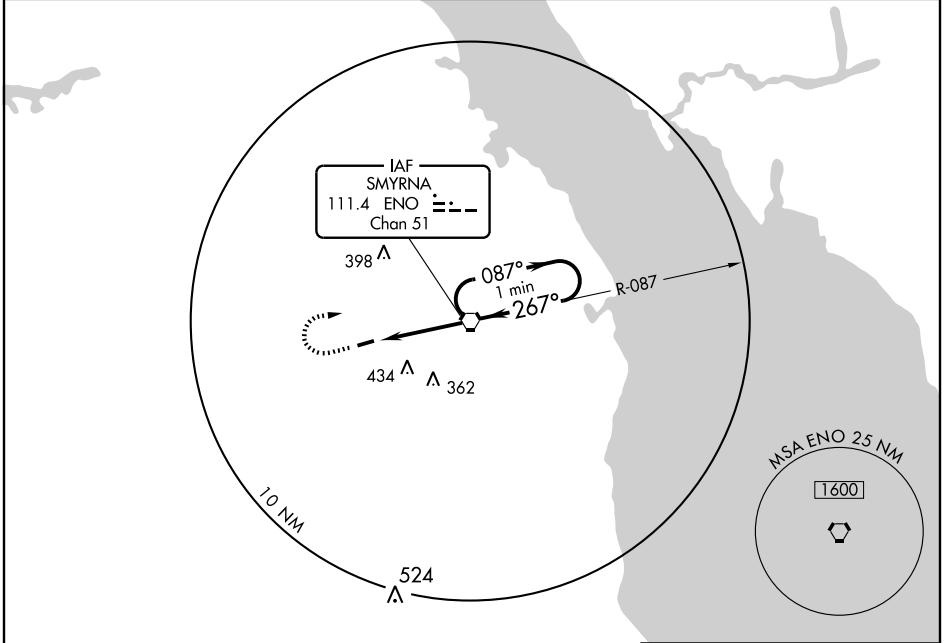 IAF
SMYRNA
111.4 ENO
Chan 51
398
087°
1 min
267°
R-087
434
362
MSA ENO 25 NM
1600
10 NM
524